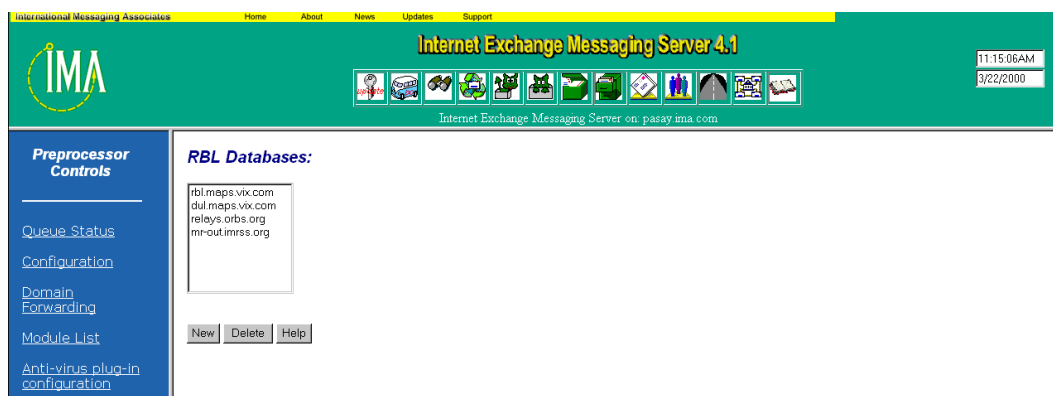 International Messaging Associates Home About News Updates Support
IMA
Internet Exchange Messaging Server 4.1
update
Internet Exchange Messaging Server on: pasay.ima.com
11:15:06AM
3/22/2000
Preprocessor
Controls
Queue Status
Configuration
Domain
Forwarding
Module List
Anti-virus plug-in
configuration
RBL Databases:
rbl.maps.vix.com
dul.maps.vix.com
relays.orbs.org
mr-out.imrss.org
New Delete Help